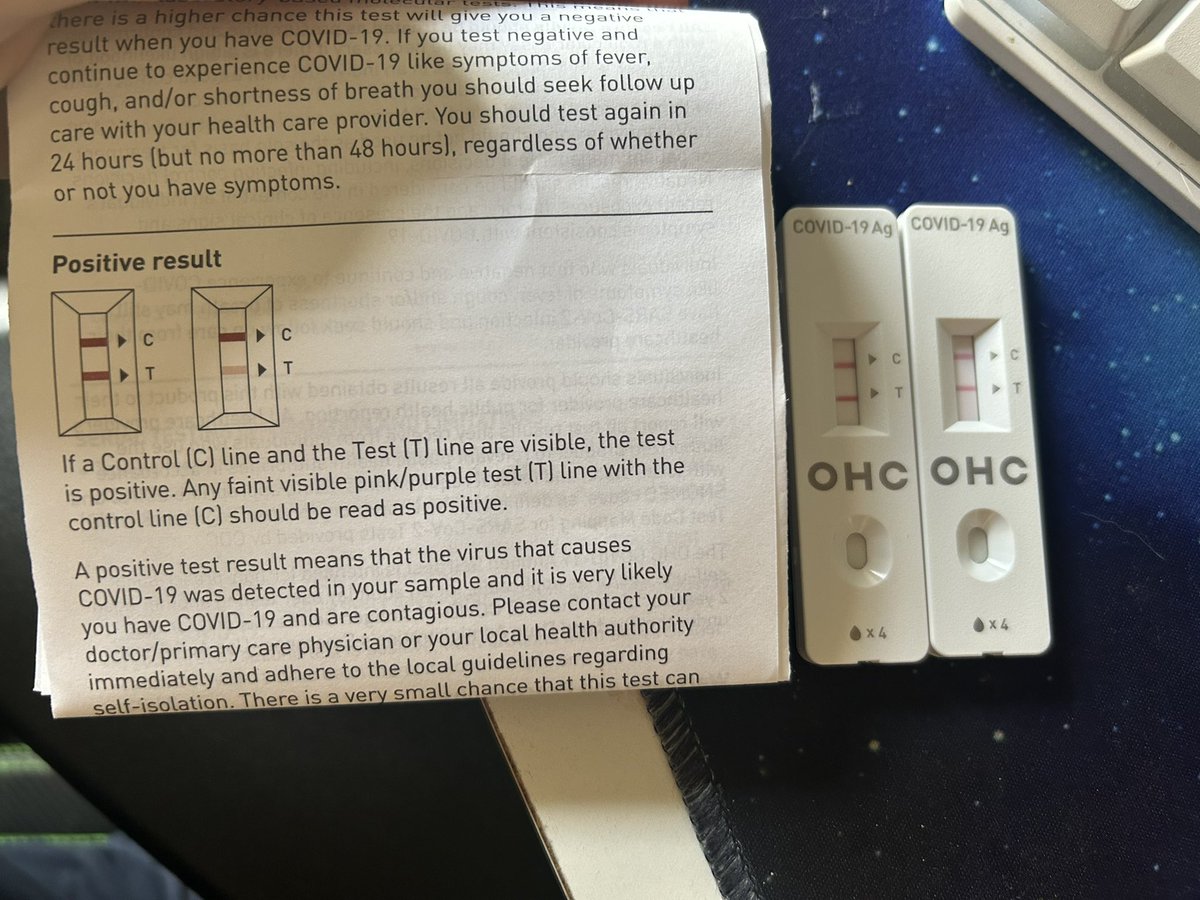 there is a higher chance this test will give you a negative
result when you have COVID-19. If you test negative and
continue to experience COVID-19 like symptoms of fever,
cough, and/or shortness of breath you should seek follow up
care with your health care provider. You should test again in
24 hours (but no more than 48 hours), regardless of whether
or not you have symptoms.
Positive result
C
T
C
T
If a Control (C) line and the Test (T) line are visible, the test
is positive. Any faint visible pink/purple test (T) line with the
control line (C) should be read as positive.
A positive test result means that the virus that causes
COVID-19 was detected in your sample and it is very likely
you have COVID-19 and are contagious. Please contact your
doctor/primary care physician or your local health authority
immediately and adhere to the local guidelines regarding
self-isolation. There is a very small chance that this test can
COVID-19 Ag
C
T
OHC
x4
COVID-19 Ag
C
T
OHC
x4